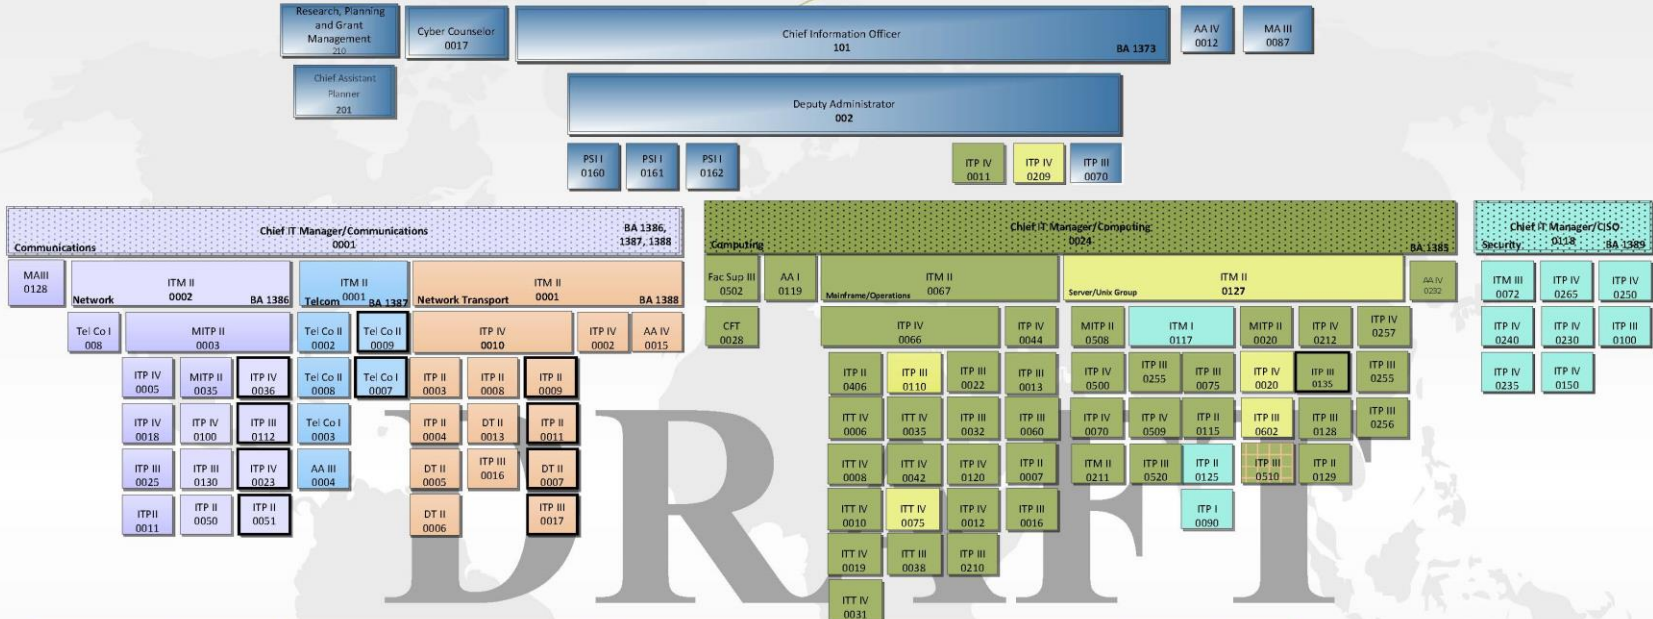 Research, Planning
and Grant
Management
210
Cyber Counselor
0017
Chief Information Officer
101
BA 1373
AA IV
0012
MA III
0087
Chief Assistant
Planner
201
Deputy Administrator
002
PSI I
0160
PSI I
0161
PSI I
0162
ITP IV
0011
ITP IV
0209
ITP III
0070
Communications
Chief IT Manager/Communications
0001
BA 1386,
1387, 1388
Computing
Chief IT Manager/Computing
0024
BA 1385
Security
Chief IT Manager/CISO
0118
BA 1389
MAIII
0128
Network
ITM II
0002
BA 1386
Telcom
ITM II
0001
BA 1387
Network Transport
ITM II
0001
BA 1388
Fac Sup III
0502
AA I
0119
Mainframe/Operations
ITM II
0067
Server/Unix Group
ITM II
0127
AA IV
0232
ITM III
0072
ITP IV
0265
ITP IV
0250
Tel Co I
008
MITP II
0003
Tel Co II
0002
Tel Co II
0009
ITP IV
0010
ITP IV
0002
AA IV
0015
CFT
0028
ITP IV
0066
ITP IV
0044
MITP II
0508
ITM I
0117
MITP II
0020
ITP IV
0212
ITP IV
0257
ITP IV
0240
ITP IV
0230
ITP III
0100
ITP IV
0005
MITP II
0035
ITP IV
0036
Tel Co II
0008
Tel Co I
0007
ITP II
0003
ITP II
0008
ITP II
0009
ITP II
0406
ITP III
0110
ITP III
0022
ITP III
0013
ITP IV
0500
ITP III
0255
ITP III
0075
ITP IV
0020
ITP III
0135
ITP III
0255
ITP IV
0235
ITP IV
0150
ITP IV
0018
ITP IV
0100
ITP III
0112
Tel Co I
0003
ITP II
0004
DT II
0013
ITP II
0011
ITT IV
0006
ITT IV
0035
ITP III
0032
ITP III
0060
ITP IV
0070
ITP IV
0509
ITP II
0115
ITP III
0602
ITP III
0128
ITP III
0256
ITP III
0025
ITP III
0130
ITP IV
0023
AA III
0004
DT II
0005
ITP III
0016
DT II
0007
ITT IV
0008
ITT IV
0042
ITP IV
0120
ITP II
0007
ITM II
0211
ITP III
0520
ITP II
0125
ITP III
0510
ITP II
0129
ITPII
0011
ITP II
0050
ITP II
0051
DT II
0006
ITP III
0017
ITT IV
0010
ITT IV
0075
ITP IV
0012
ITP III
0016
ITP I
0090
ITT IV
0019
ITT III
0038
ITP III
0210
ITT IV
0031
DRAFT